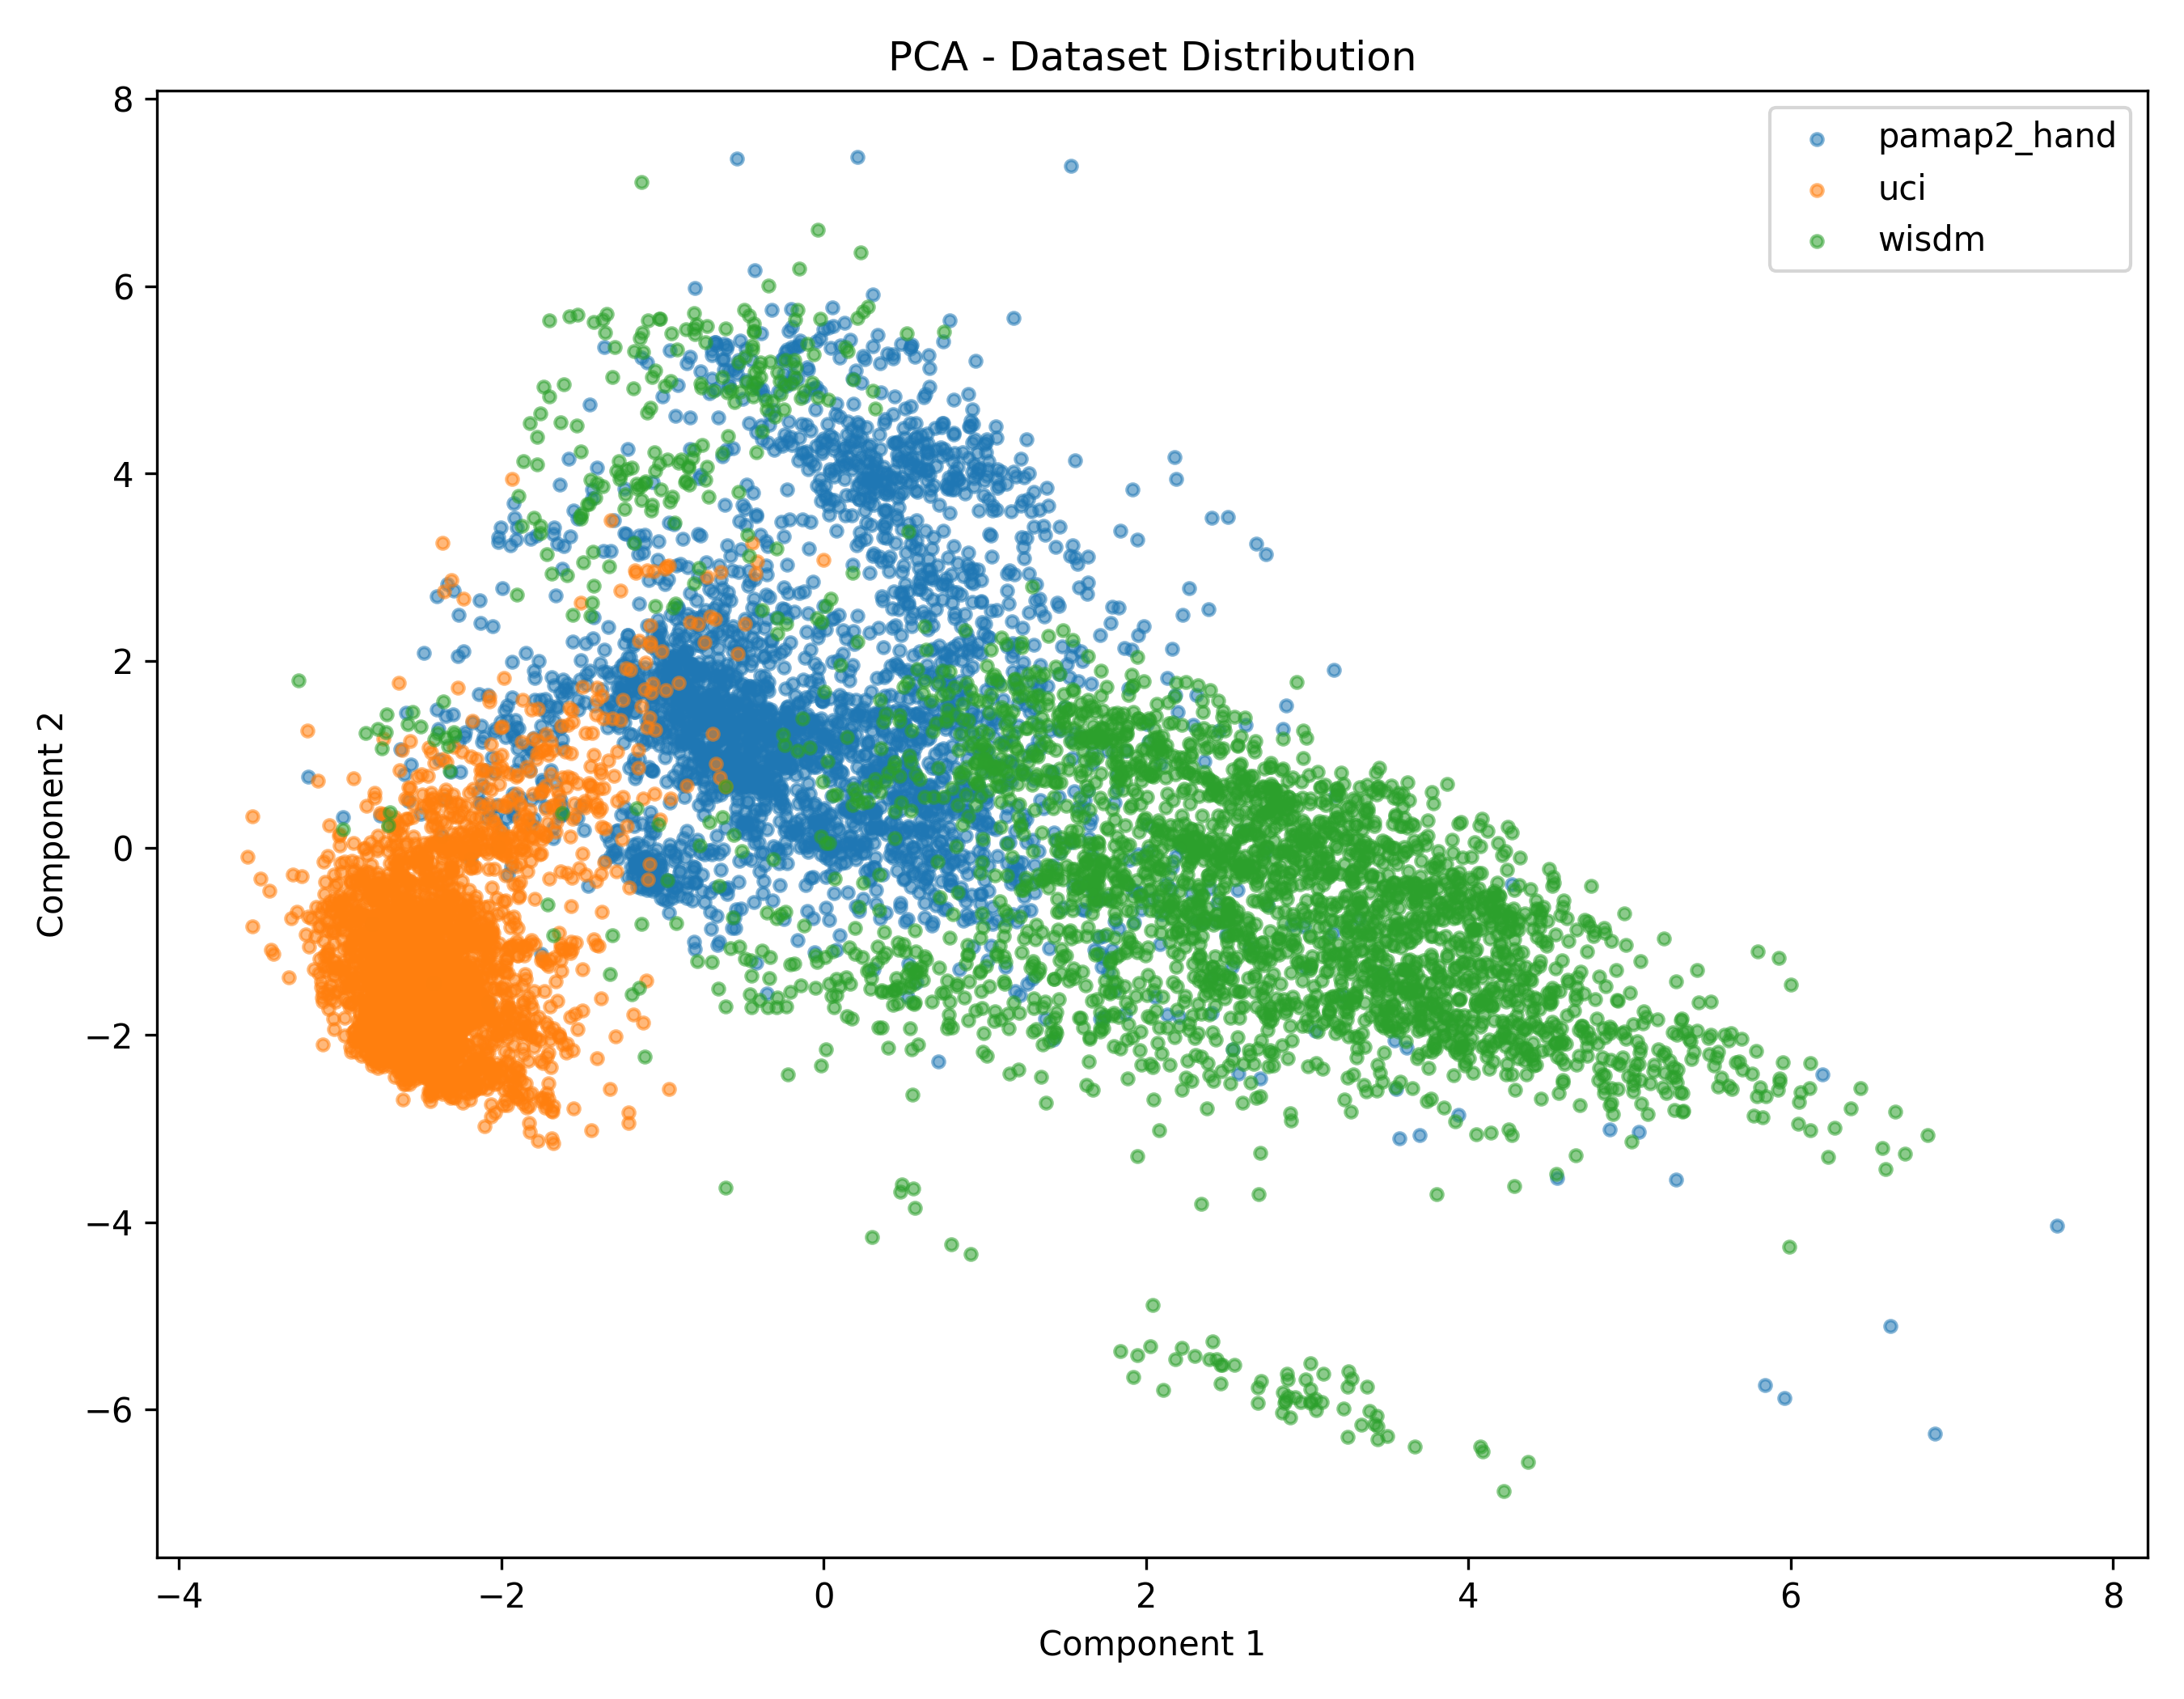 PCA - Dataset Distribution
pamap2_hand
uci
wisdm
8
6
4
2
0
−2
−4
−6
Component 2
−4
−2
0
2
4
6
8
Component 1